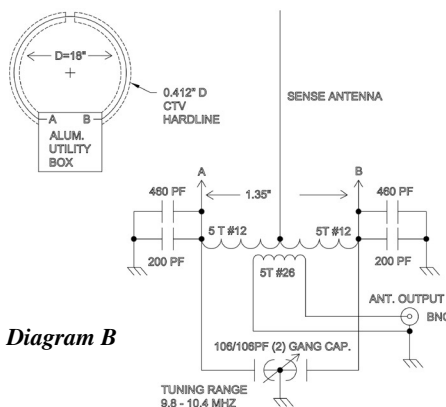 D=18"
A B
ALUM.
UTILITY
BOX
0.412" D
CTV
HARDLINE
SENSE ANTENNA
A
1.35"
B
460 PF
460 PF
5 T #12
5T #12
200 PF
200 PF
5T #26
ANT. OUTPUT
BNC
Diagram B
106/106PF (2) GANG CAP.
TUNING RANGE
9.8 - 10.4 MHZ